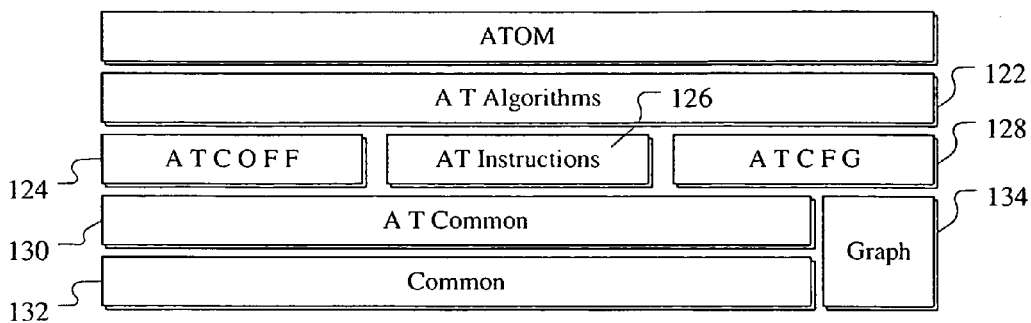 ATOM
122
A T Algorithms
126
128
A T C O F F
AT Instructions
A T C F G
124
134
A T Common
130
Graph
Common
132